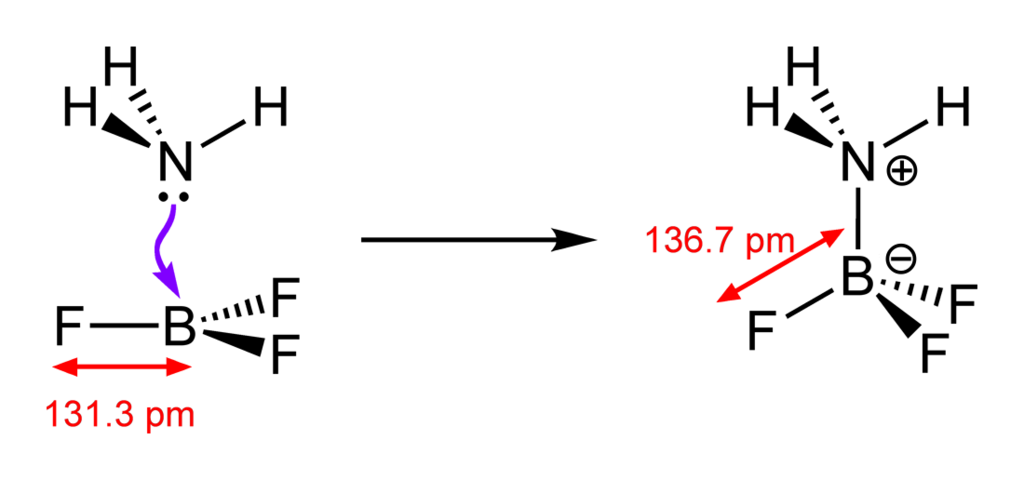 H
H H
N
F B F
F
131.3 pm
H
H H
N ⊕
136.7 pm
B ⊖
F F
F